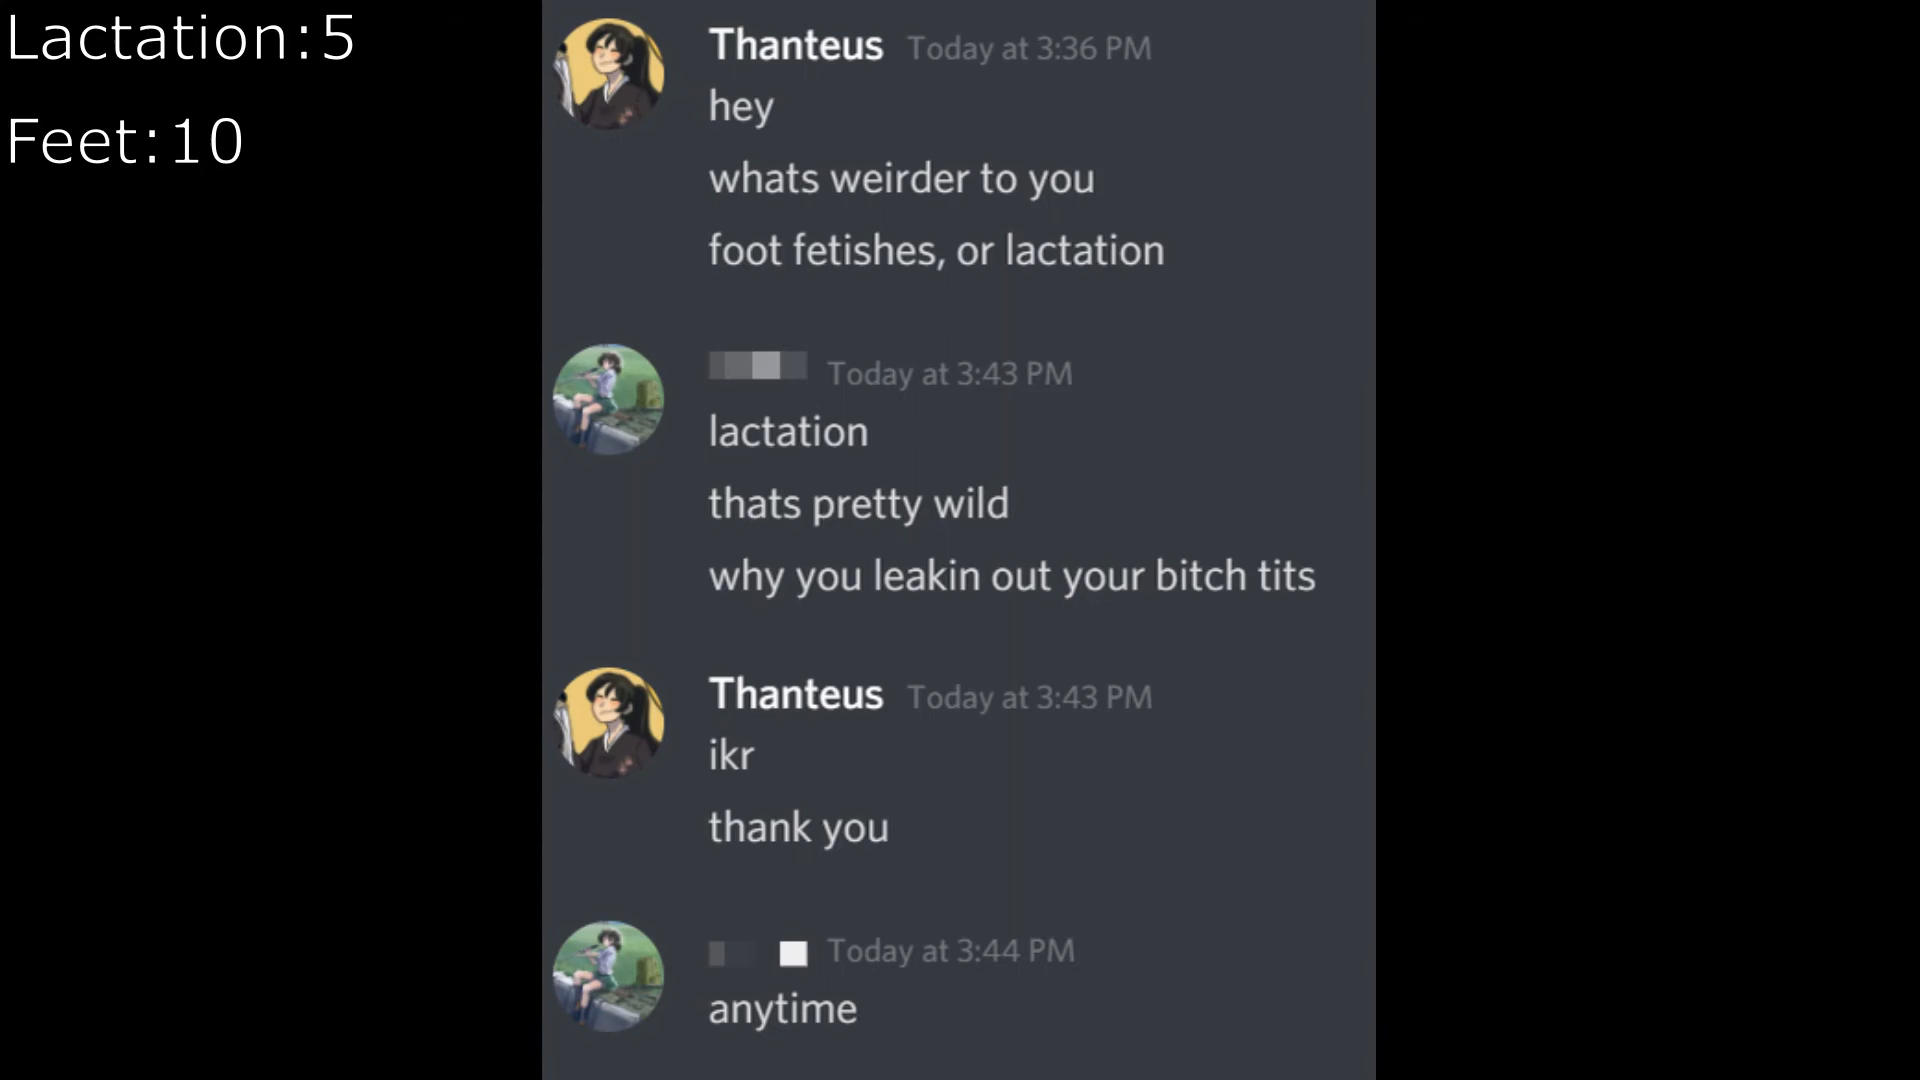 Lactation:5
Feet:10
Thanteus Today at 3:36 PM
hey
whats weirder to you
foot fetishes, or lactation
Today at 3:43 PM
lactation
thats pretty wild
why you leakin out your bitch tits
Thanteus Today at 3:43 PM
ikr
thank you
Today at 3:44 PM
anytime